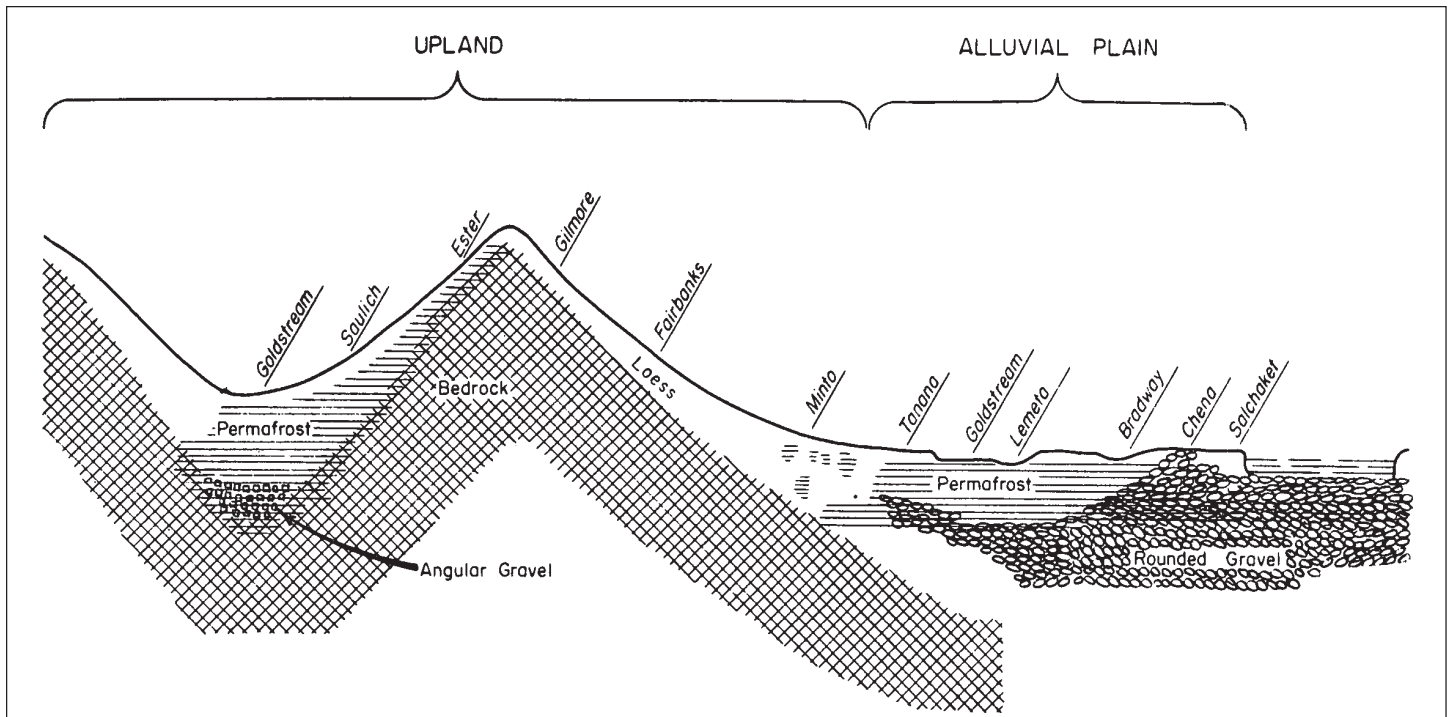 UPLAND
ALLUVIAL PLAIN
Goldstream
Saulich
Ester
Gilmore
Fairbanks
Minto
Tanana
Goldstream
Lemeta
Bradway
Chena
Salchaket
Loess
Bedrock
Permafrost
Permafrost
Angular Gravel
Rounded Gravel